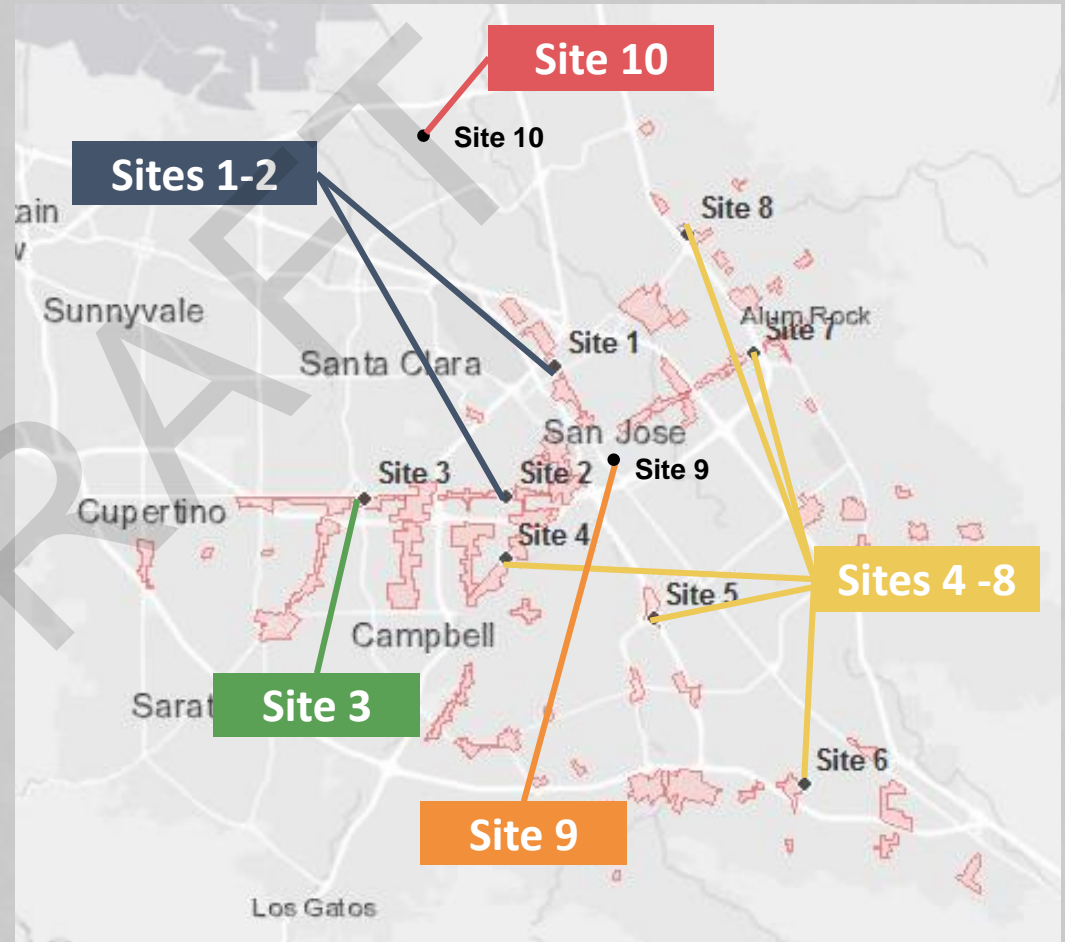 Site 10
Site 10
Sites 1-2
Site 8
Sunnyvale
Alum Rock
Site 7
Site 1
Santa Clara
San Jose
Site 9
Site 3
Site 2
Cupertino
Site 4
Sites 4 -8
Site 5
Campbell
Site 3
Sarat
Site 6
Site 9
Los Gatos
RAFT
tain
w